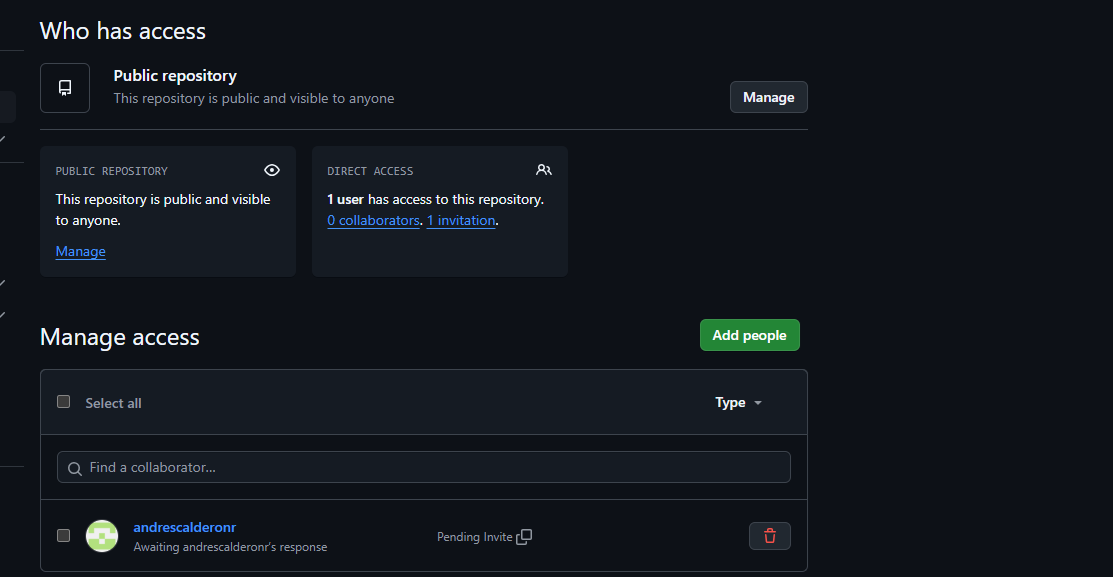 Who has access
Public repository
This repository is public and visible to anyone
Manage
PUBLIC REPOSITORY
This repository is public and visible
to anyone.
Manage
DIRECT ACCESS
1 user has access to this repository.
0 collaborators. 1 invitation.
Manage access
Add people
Select all
Type
Find a collaborator...
andrescalderonr
Awaiting andrescalderonr's response
Pending Invite